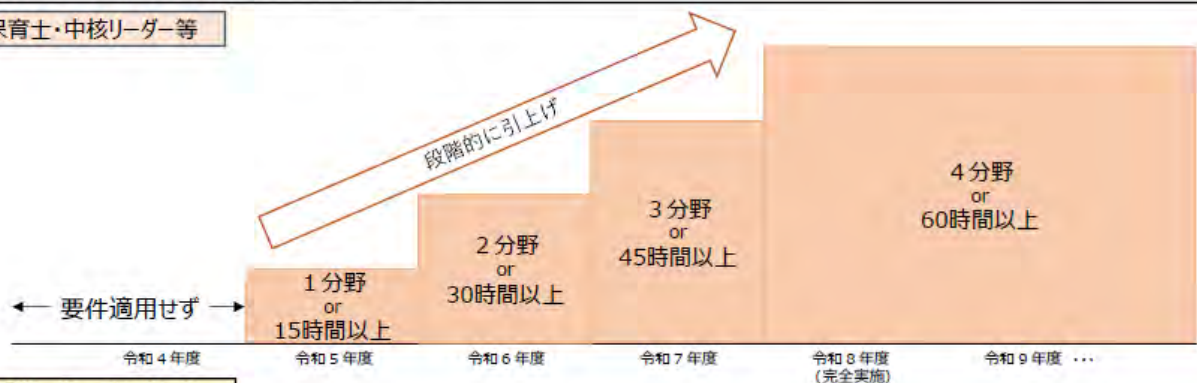 保育士・中核リーダー等
段階的に引上げ
4分野
or
60時間以上
3分野
or
45時間以上
2分野
or
30時間以上
1分野
or
15時間以上
要件適用せず
令和4年度
令和5年度
令和6年度
令和7年度
令和8年度
(完全実施)
令和9年度 ・・・